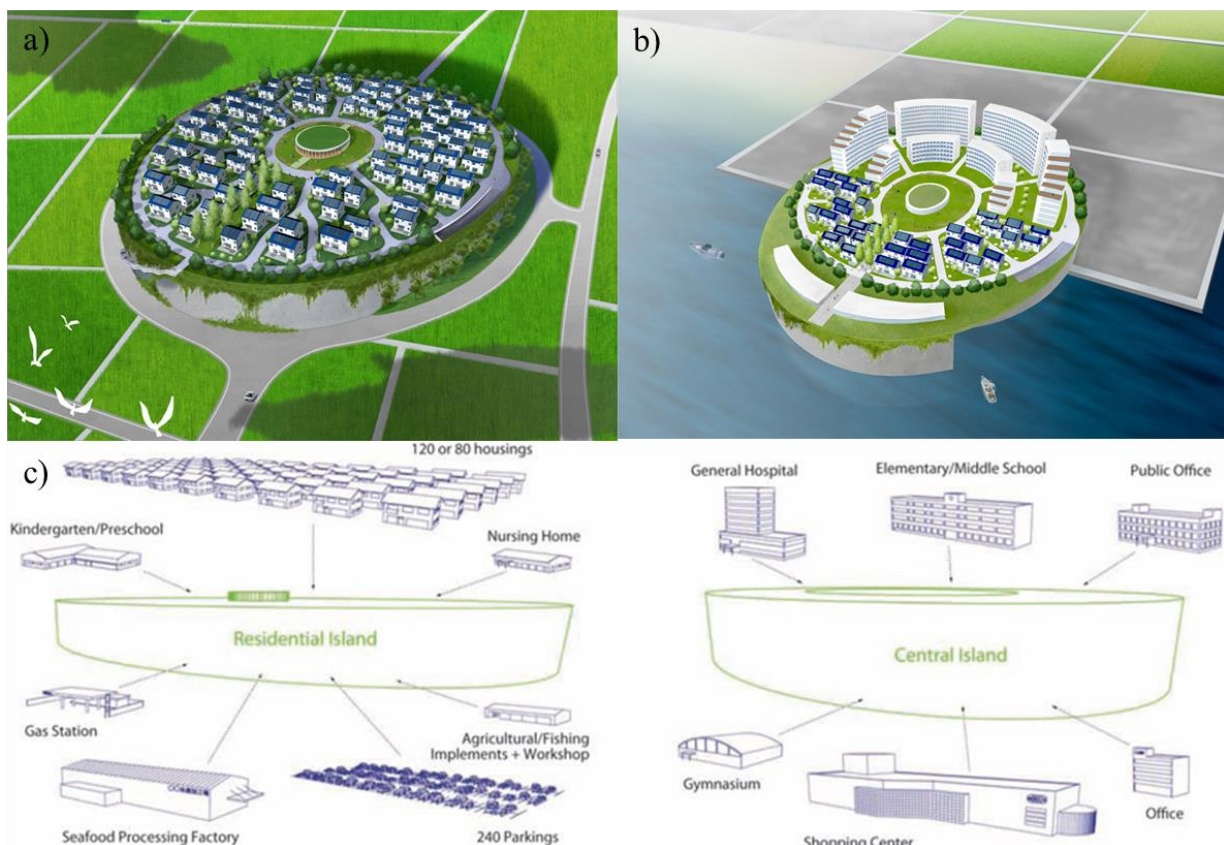 a)
b)
c)
120 or 80 housings
Kindergarten/Preschool
Nursing Home
Residential Island
Gas Station
Agricultural/Fishing
Implements + Workshop
Seafood Processing Factory
240 Parkings
General Hospital
Elementary/Middle School
Public Office
Central Island
Gymnasium
Office
Shopping Center